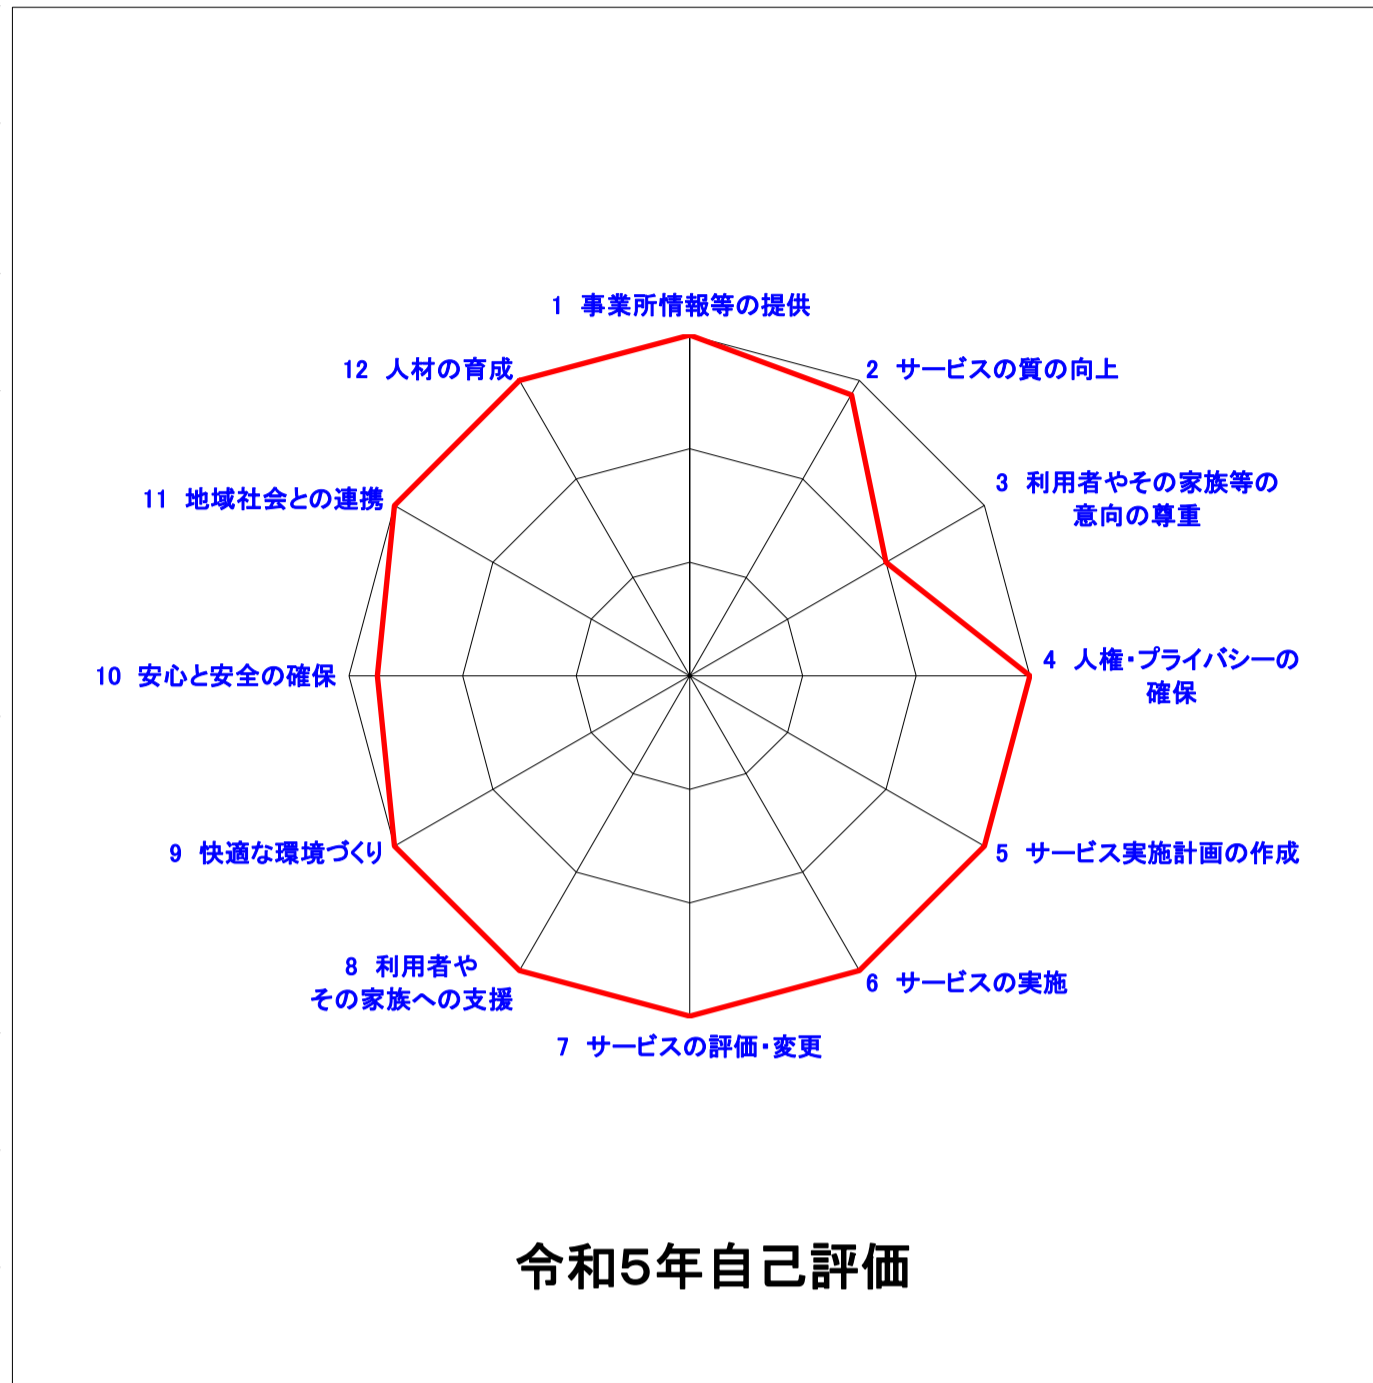 1 事業所情報等の提供
2 サービスの質の向上
3 利用者やその家族等の
意向の尊重
4 人権・プライバシーの
確保
5 サービス実施計画の作成
6 サービスの実施
7 サービスの評価・変更
8 利用者や
その家族への支援
9 快適な環境づくり
10 安心と安全の確保
11 地域社会との連携
12 人材の育成
令和5年自己評価